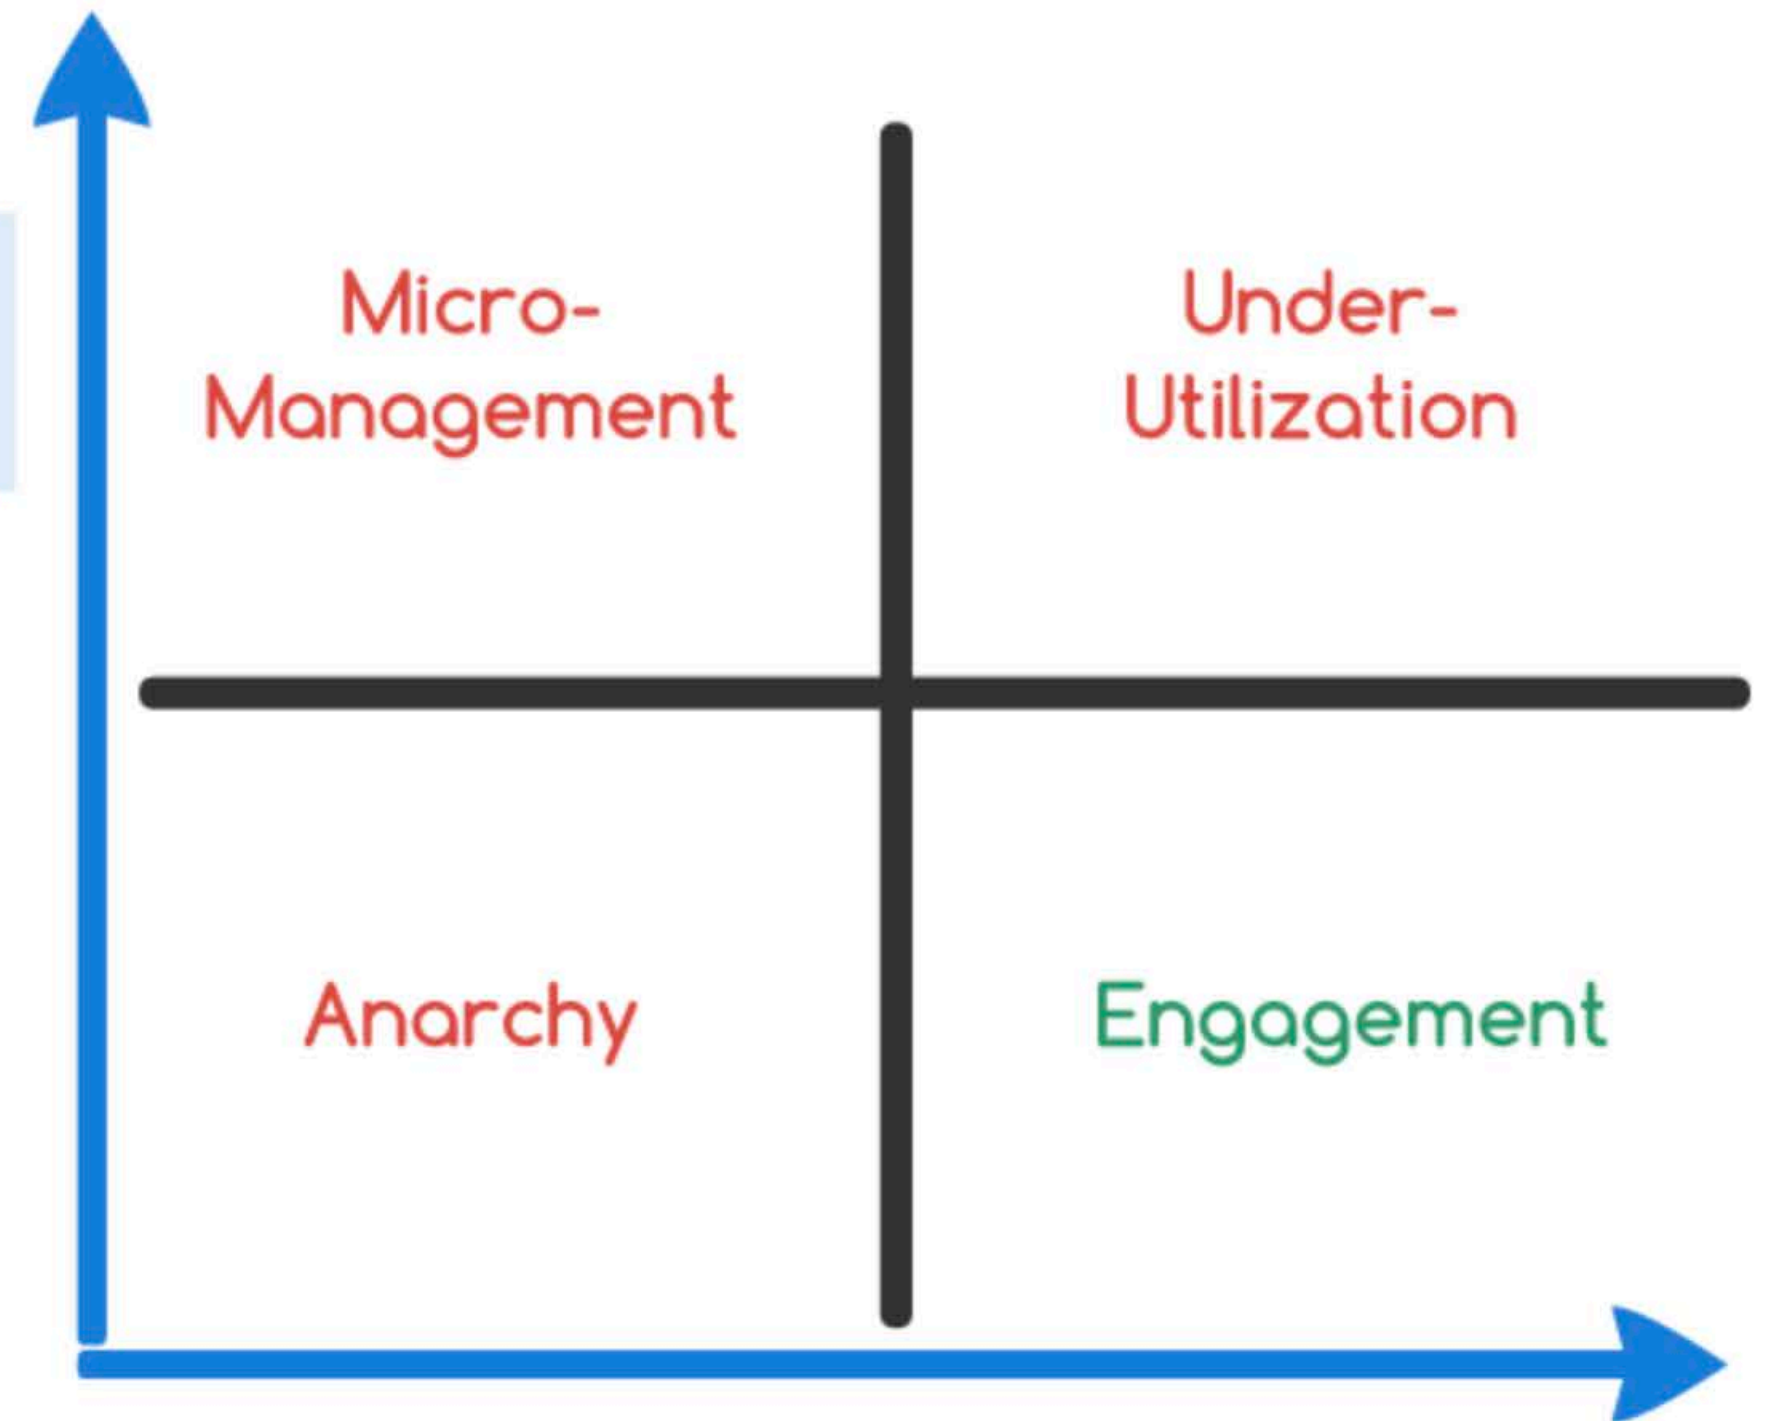 Micro-
Management
Under-
Utilization
Anarchy
Engagement